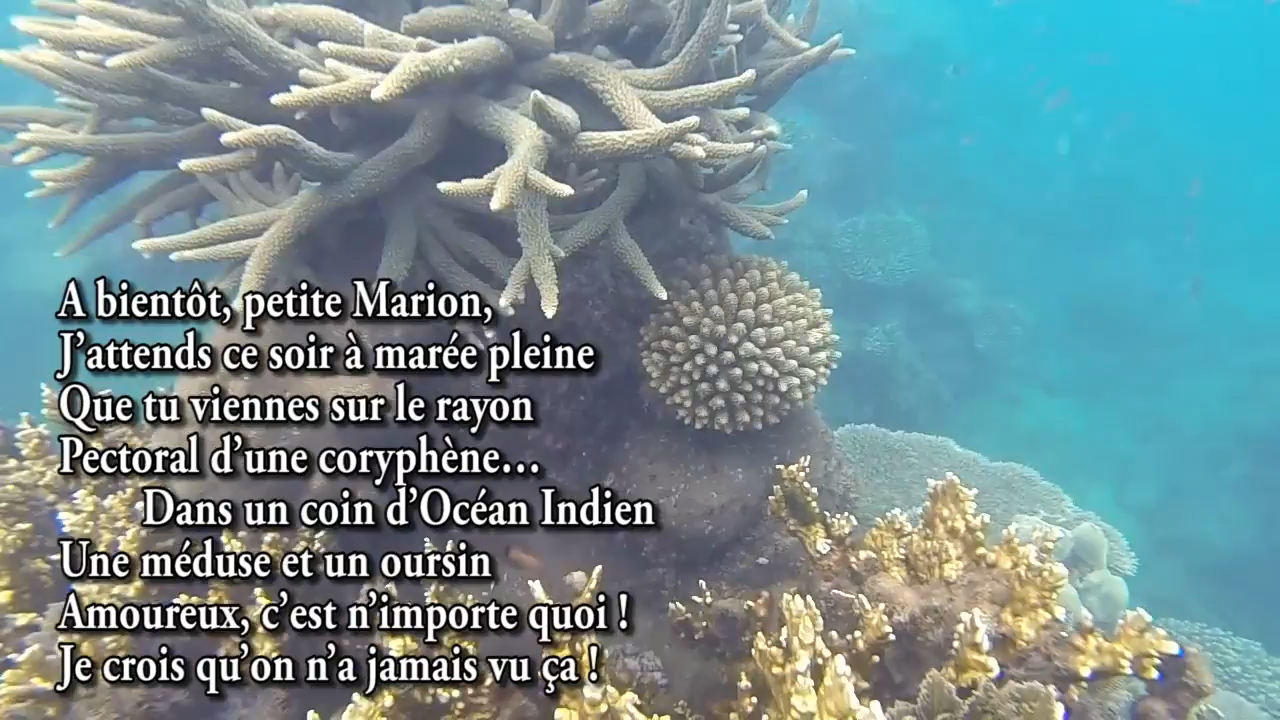 A bientôt, petite Marion,
J’attends ce soir à marée pleine
Que tu viennes sur le rayon
Pectoral d’une coryphène…
Dans un coin d’Océan Indien
Une méduse et un oursin
Amoureux, c’est n’importe quoi !
Je crois qu’on n’a jamais vu ça !